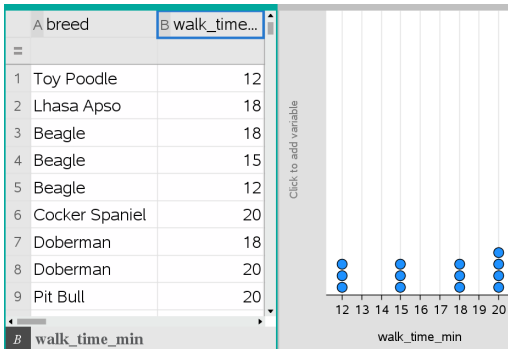 A breed B walk_time...
=
1 Toy Poodle 12
2 Lhasa Apso 18
3 Beagle 18
4 Beagle 15
5 Beagle 12
6 Cocker Spaniel 20
7 Doberman 18
8 Doberman 20
9 Pit Bull 20
B walk_time_min
Click to add variable
12 13 14 15 16 17 18 19 20
walk_time_min